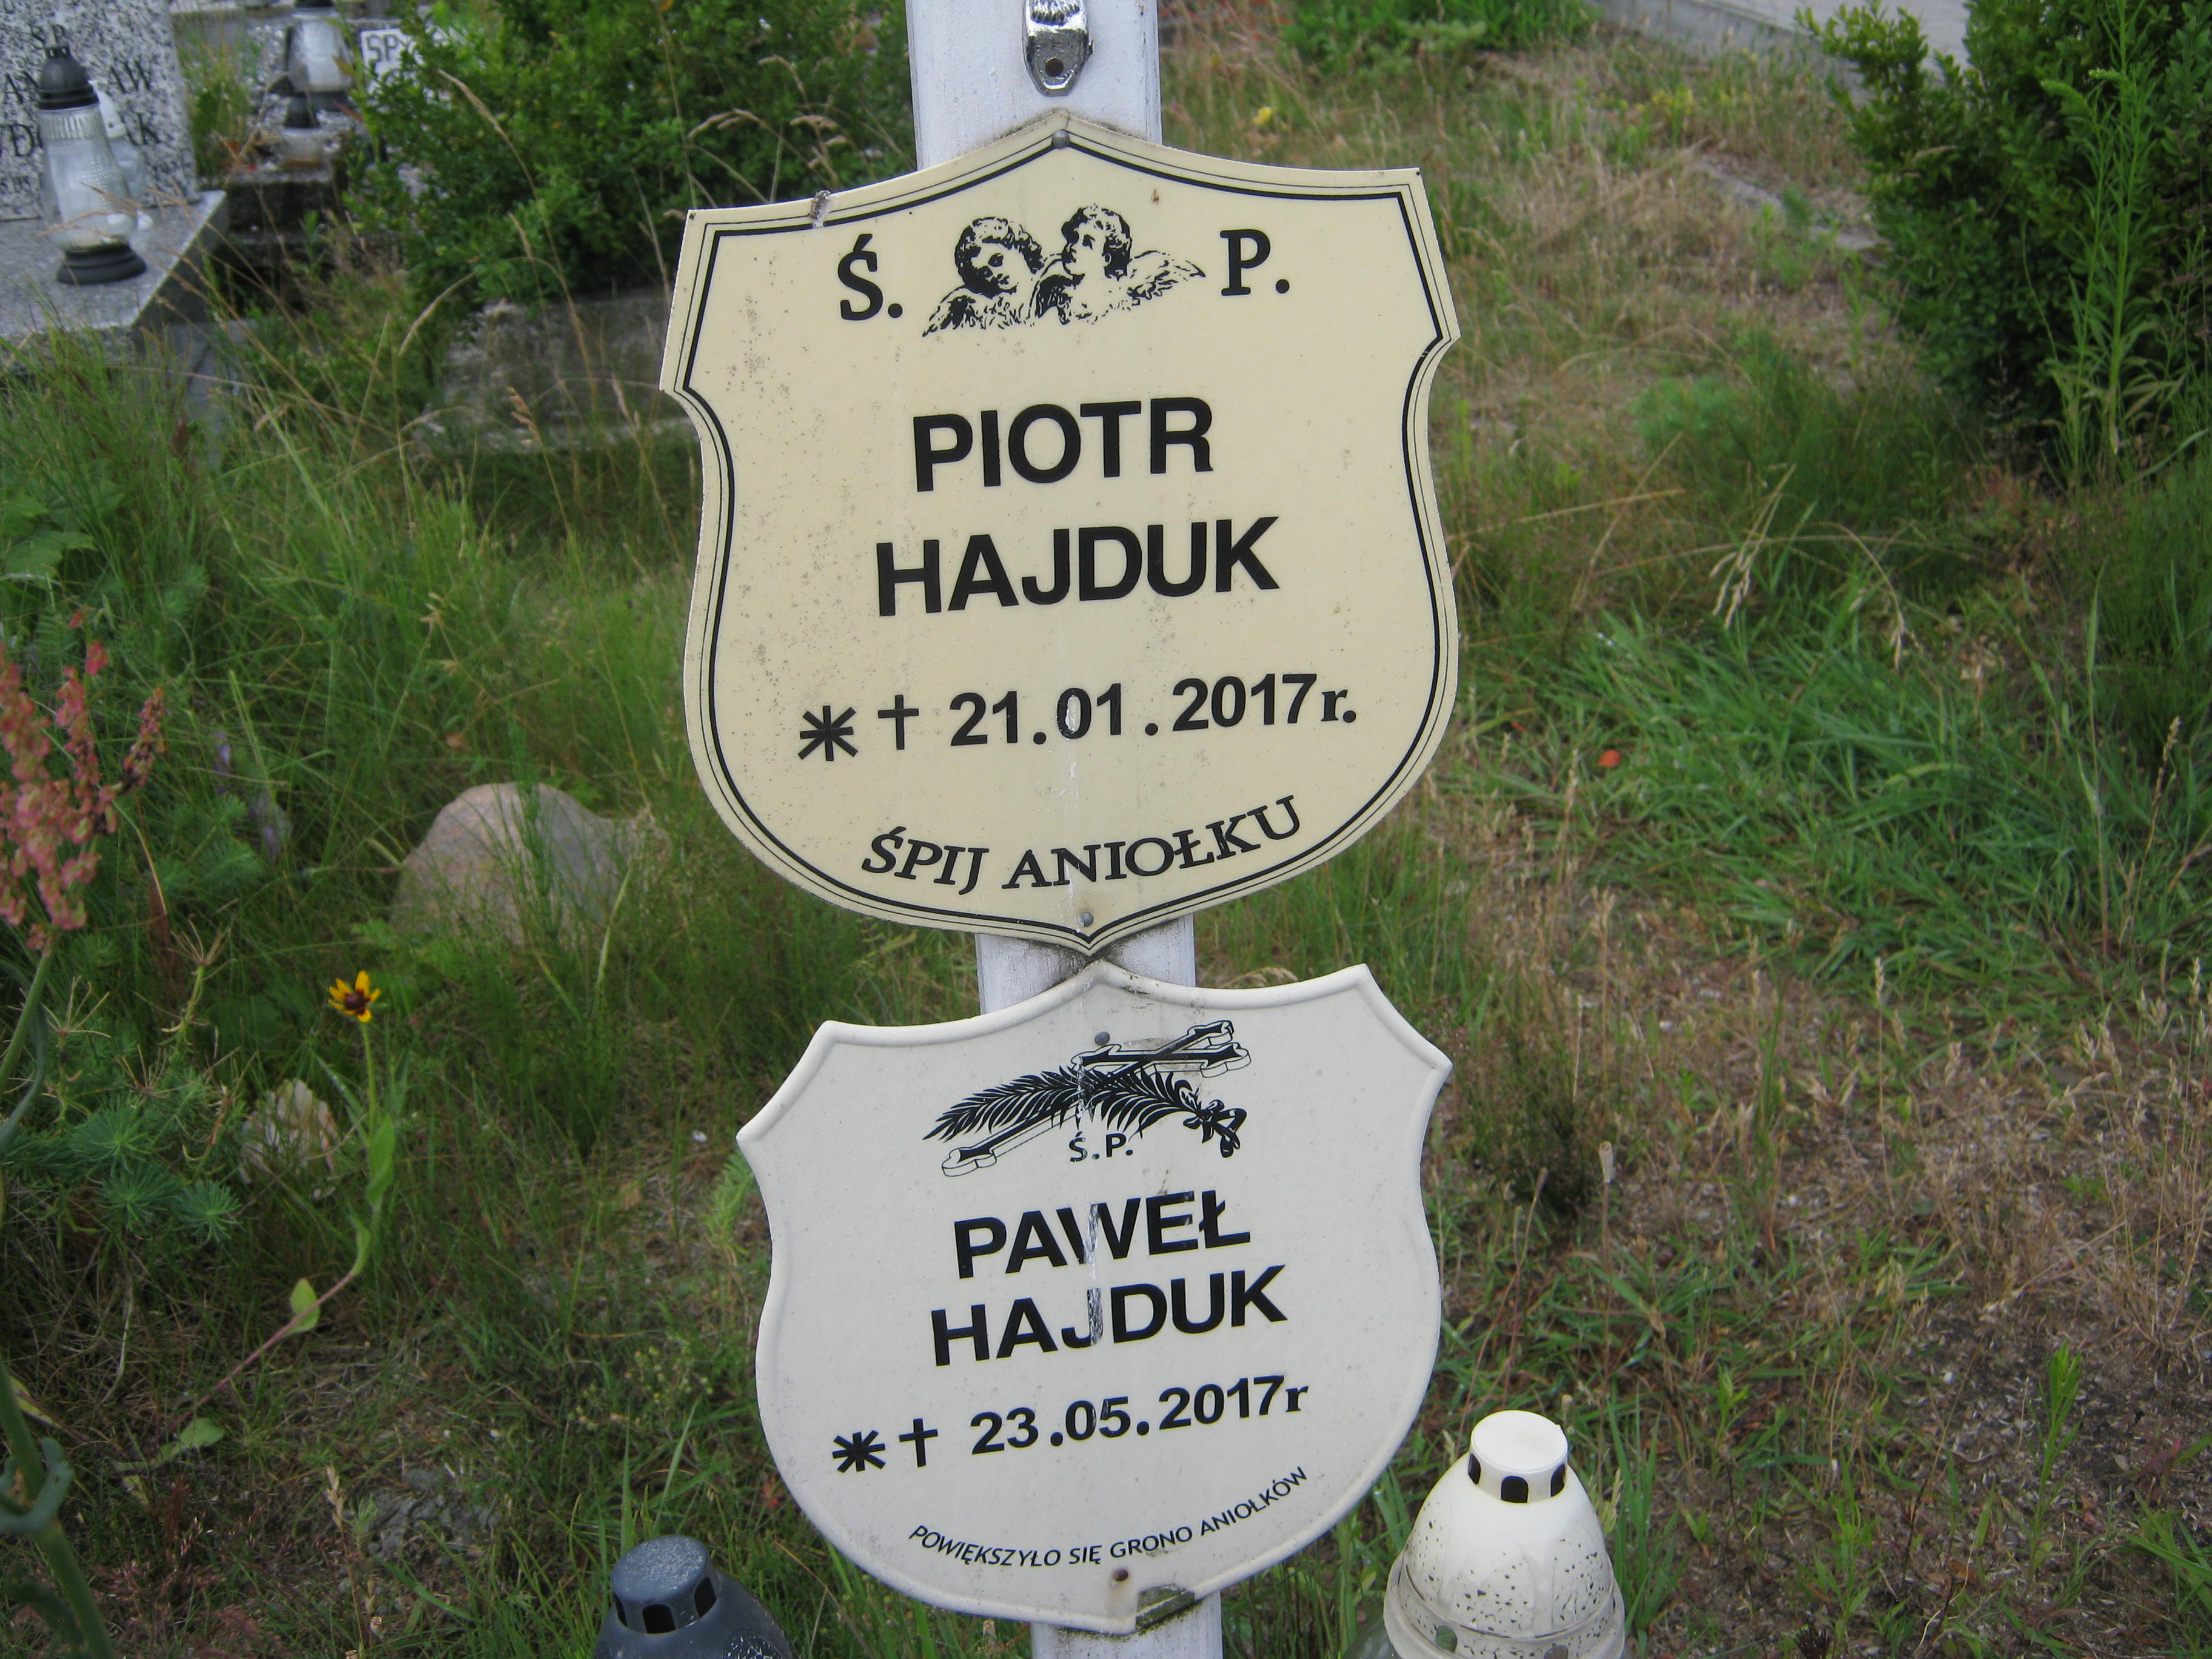 Ś. P.
PIOTR
HAJDUK
* † 21.01.2017r.
ŚPIJ ANIOŁKU
Ś.P.
PAWEŁ
HAJDUK
* † 23.05.2017r
POWIĘKSZYŁO SIĘ GRONO ANIOŁKÓW